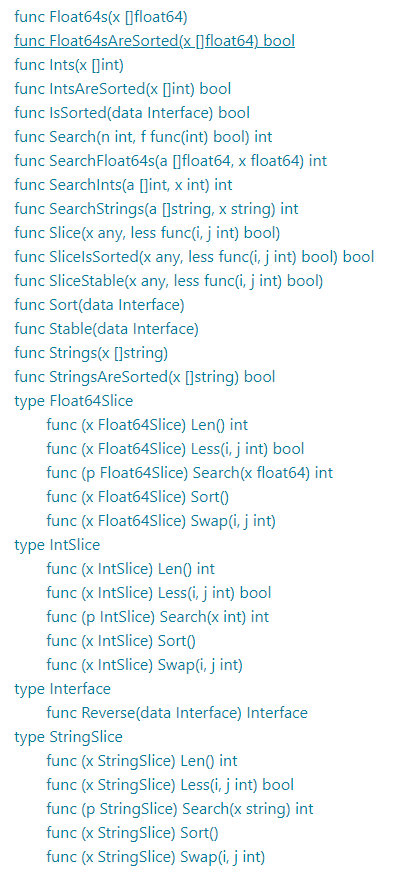 func Float64s(x []float64)
func Float64sAreSorted(x []float64) bool
func Ints(x []int)
func IntsAreSorted(x []int) bool
func IsSorted(data Interface) bool
func Search(n int, f func(int) bool) int
func SearchFloat64s(a []float64, x float64) int
func SearchInts(a []int, x int) int
func SearchStrings(a []string, x string) int
func Slice(x any, less func(i, j int) bool)
func SliceIsSorted(x any, less func(i, j int) bool) bool
func SliceStable(x any, less func(i, j int) bool)
func Sort(data Interface)
func Stable(data Interface)
func Strings(x []string)
func StringsAreSorted(x []string) bool
type Float64Slice
func (x Float64Slice) Len() int
func (x Float64Slice) Less(i, j int) bool
func (p Float64Slice) Search(x float64) int
func (x Float64Slice) Sort()
func (x Float64Slice) Swap(i, j int)
type IntSlice
func (x IntSlice) Len() int
func (x IntSlice) Less(i, j int) bool
func (p IntSlice) Search(x int) int
func (x IntSlice) Sort()
func (x IntSlice) Swap(i, j int)
type Interface
func Reverse(data Interface) Interface
type StringSlice
func (x StringSlice) Len() int
func (x StringSlice) Less(i, j int) bool
func (p StringSlice) Search(x string) int
func (x StringSlice) Sort()
func (x StringSlice) Swap(i, j int)